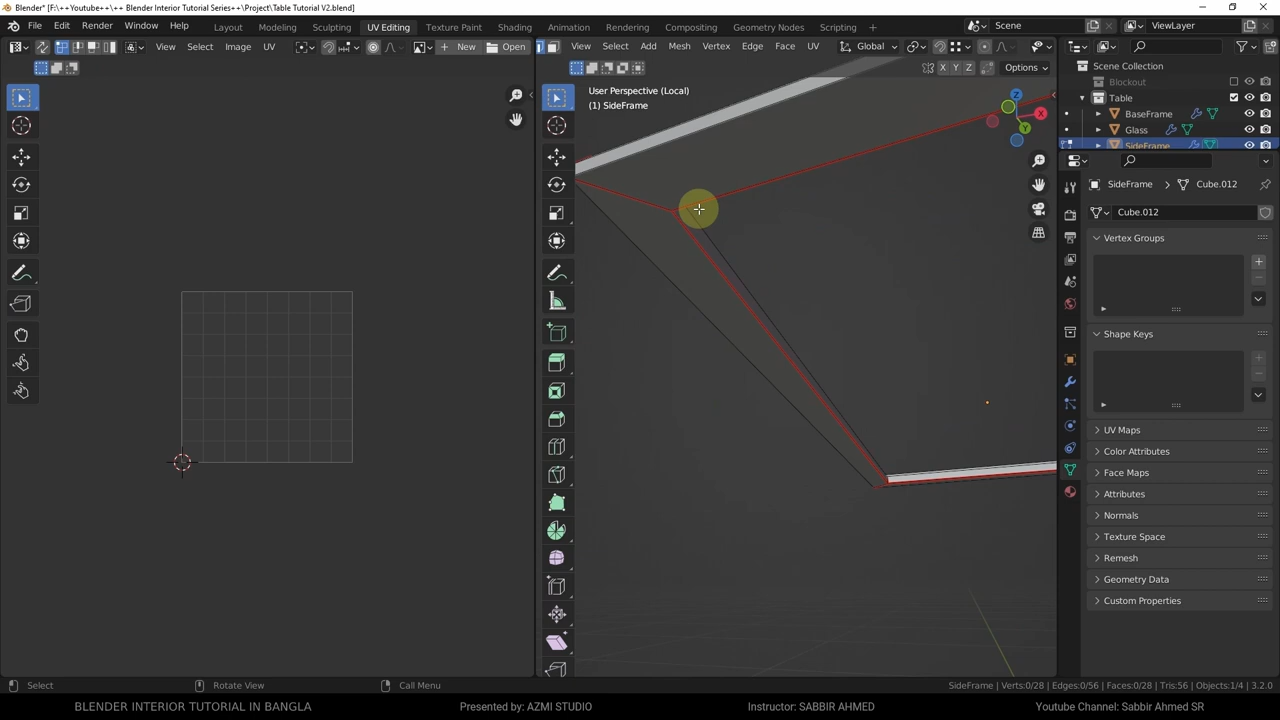 Blender* [F:\++Youtube++\++ Blender Interior Tutorial Series++\Project\Table Tutorial V2.blend]
File Edit Render Window Help Layout Modeling Sculpting UV Editing Texture Paint Shading Animation Rendering Compositing Geometry Nodes Scripting Scene ViewLayer
View Select Image UV New Open View Select Add Mesh Vertex Edge Face UV Global
X Y Z Options
Scene Collection
Blockout
Table
BaseFrame
Glass
SideFrame
User Perspective (Local)
(1) SideFrame
Z
X
Y
SideFrame Cube.012
Cube.012
Vertex Groups
Shape Keys
UV Maps
Color Attributes
Face Maps
Attributes
Normals
Texture Space
Remesh
Geometry Data
Custom Properties
Select Rotate View Call Menu SideFrame | Verts:0/28 | Edges:0/56 | Faces:0/28 | Tris:56 | Objects:1/4 | 3.2.0
BLENDER INTERIOR TUTORIAL IN BANGLA Presented by: AZMI STUDIO Instructor: SABBIR AHMED Youtube Channel: Sabbir Ahmed SR